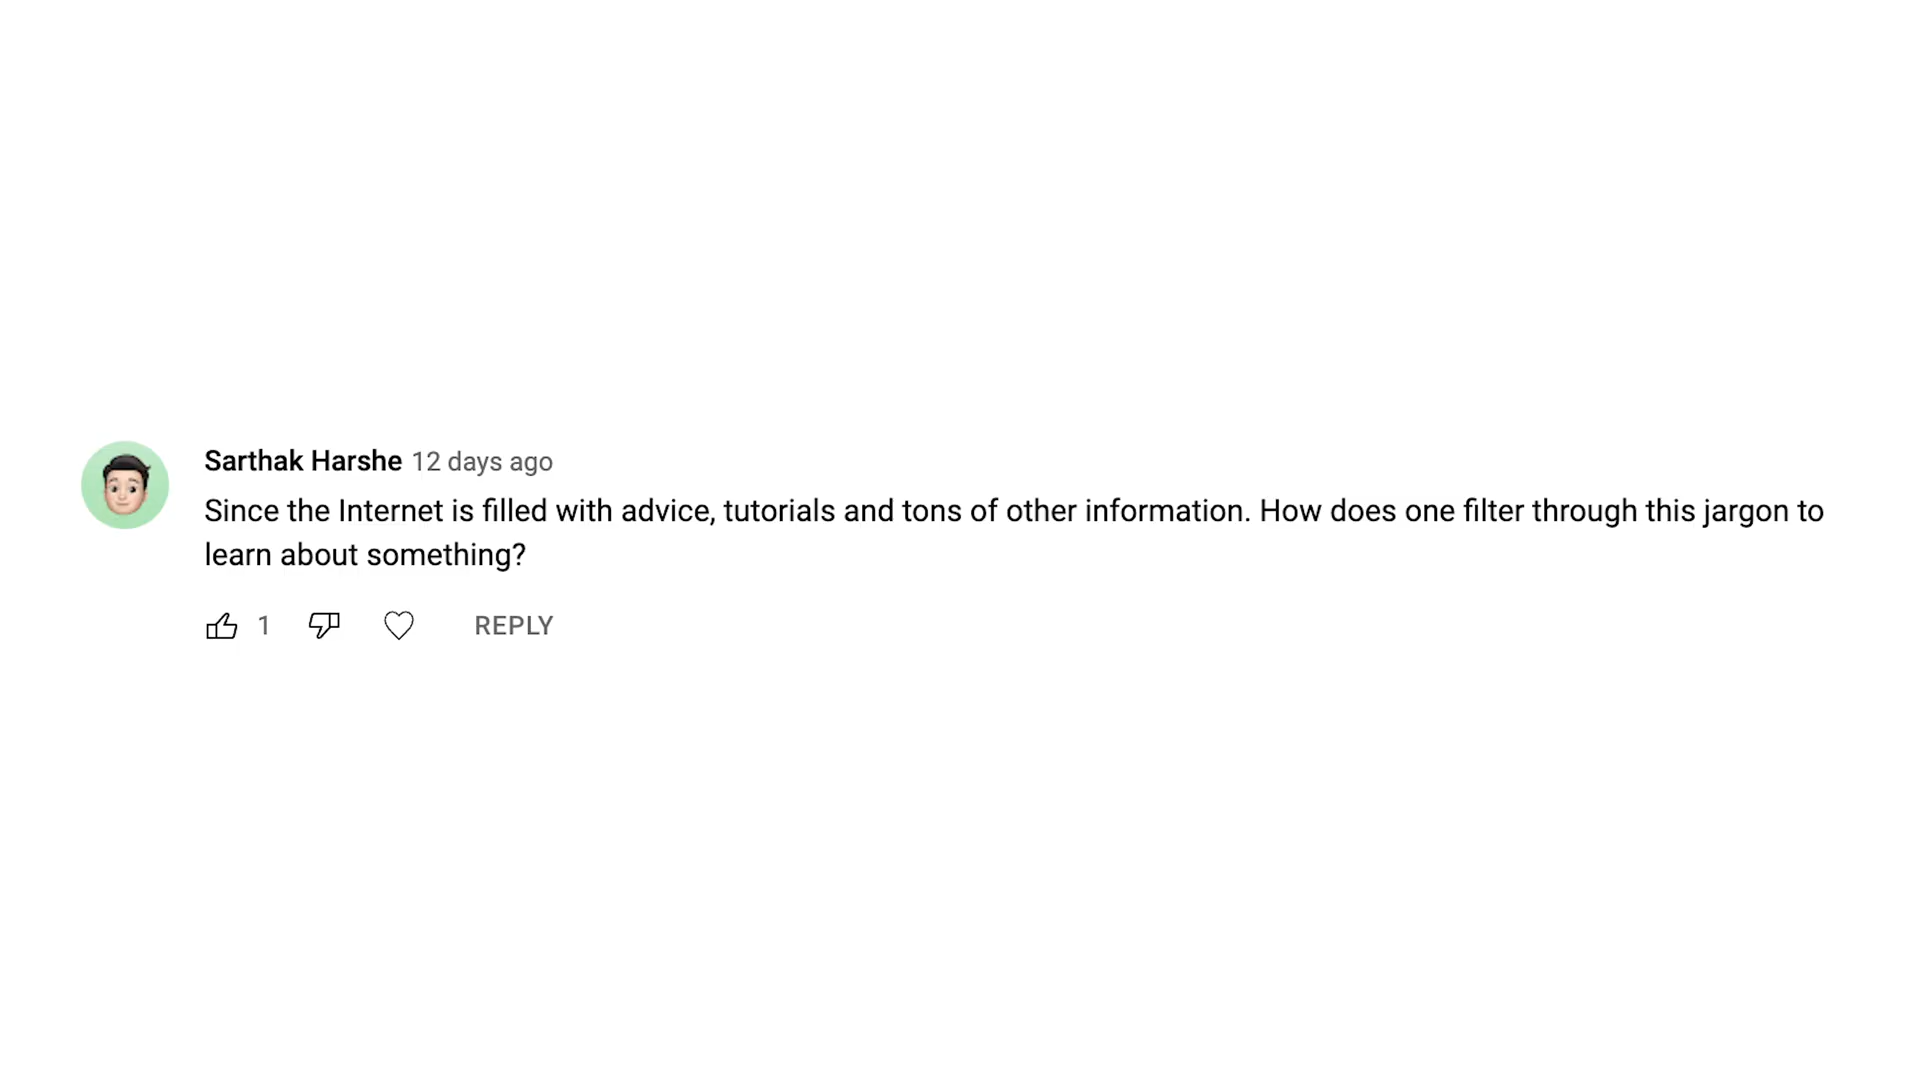 Sarthak Harshe 12 days ago
Since the Internet is filled with advice, tutorials and tons of other information. How does one filter through this jargon to
learn about something?
1 REPLY